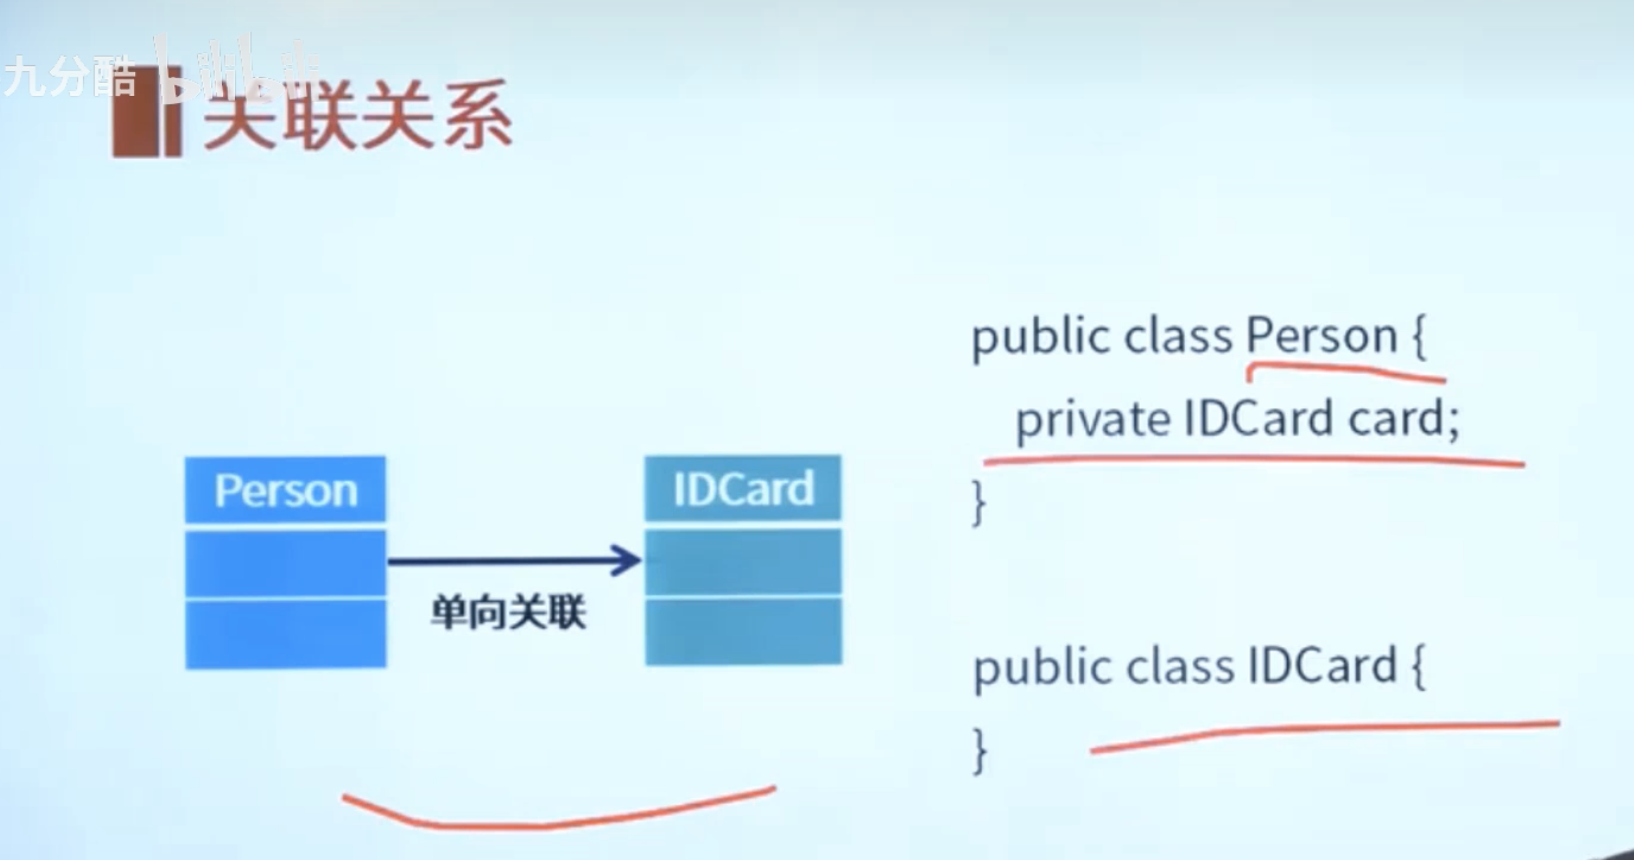 九分酷 bilibili
关联关系
public class Person {
private IDCard card;
}
Person
IDCard
单向关联
public class IDCard {
}